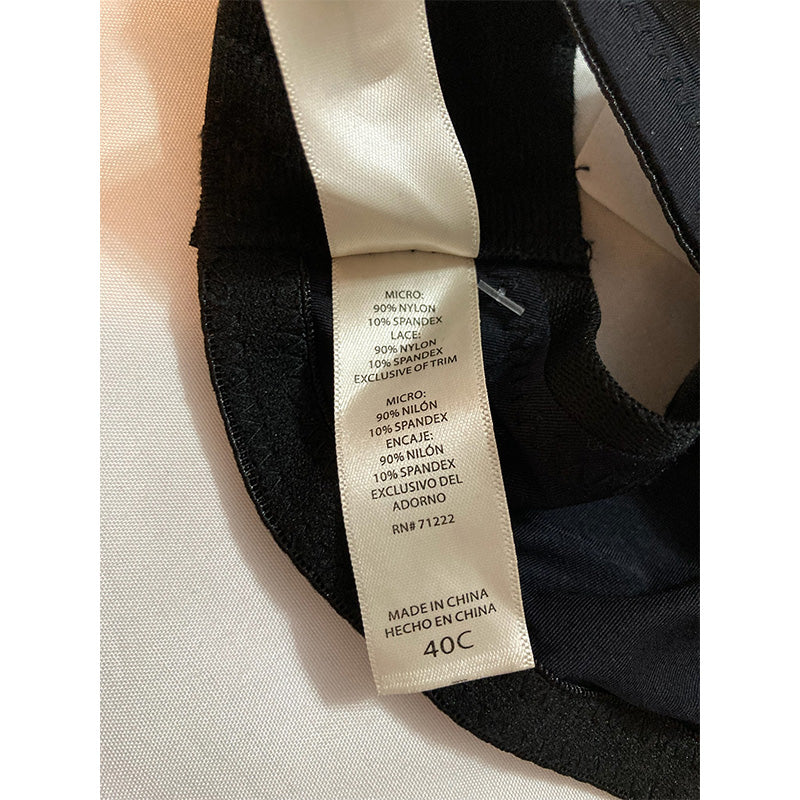 MICRO:
90% NYLON
10% SPANDEX
LACE:
90% NYLON
10% SPANDEX
EXCLUSIVE OF TRIM
MICRO:
90% NILÓN
10% SPANDEX
ENCAJE:
90% NILÓN
10% SPANDEX
EXCLUSIVO DEL
ADORNO
RN# 71222
MADE IN CHINA
HECHO EN CHINA
40C